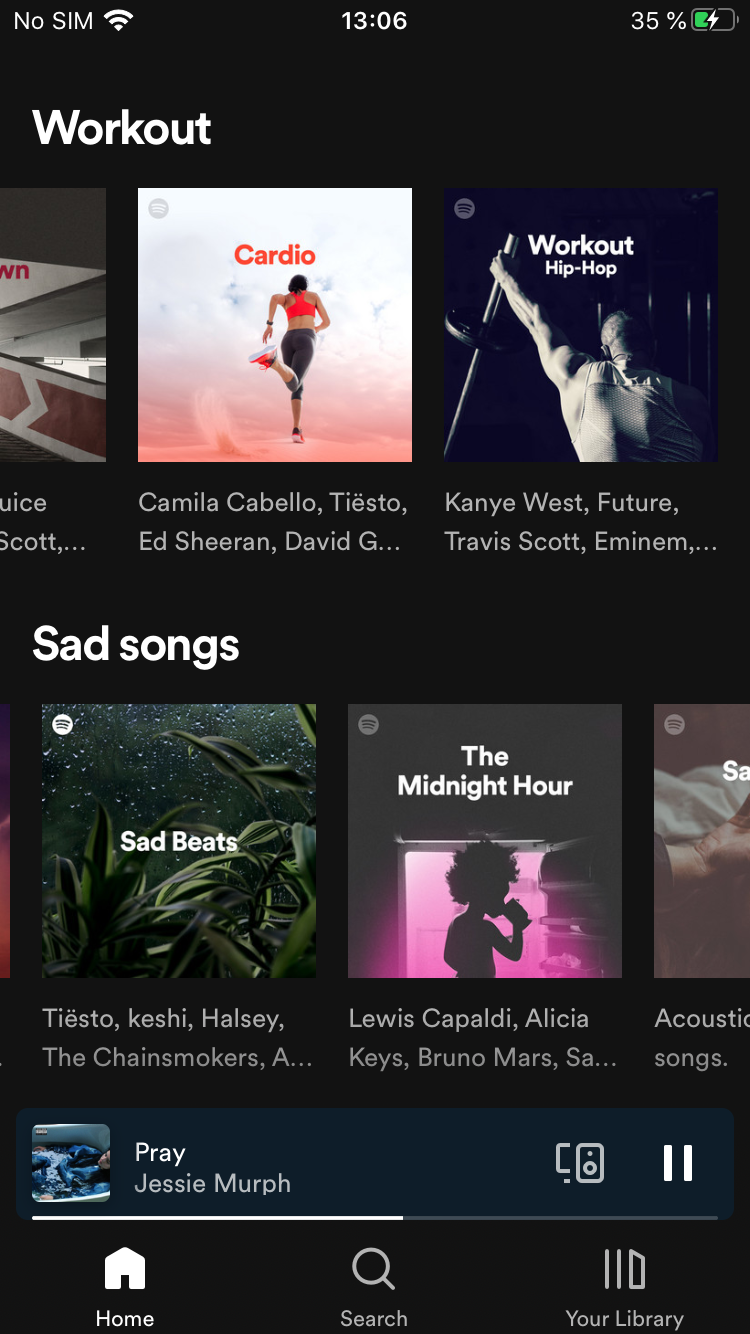 No SIM 13:06 35 %
Workout
wn
Cardio
Workout
Hip-Hop
uice
Scott,...
Camila Cabello, Tiësto,
Ed Sheeran, David G...
Kanye West, Future,
Travis Scott, Eminem,...
Sad songs
Sad Beats
The
Midnight Hour
Sa
Tiësto, keshi, Halsey,
The Chainsmokers, A...
Lewis Capaldi, Alicia
Keys, Bruno Mars, Sa...
Acoustic
songs.
Pray
Jessie Murph
Home
Search
Your Library